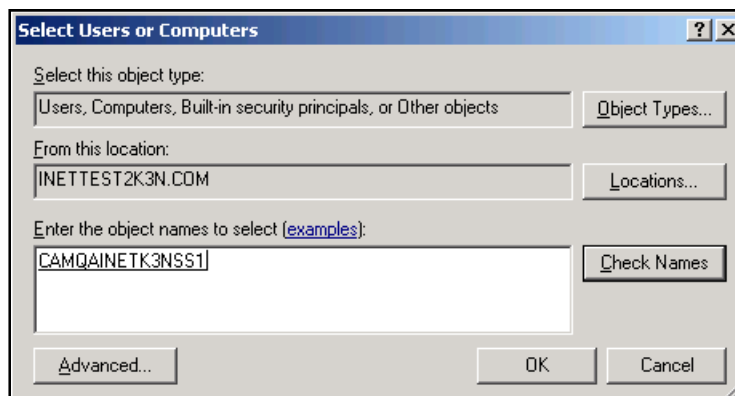 Select Users or Computers
Select this object type:
Users, Computers, Built-in security principals, or Other objects
Object Types...
From this location:
INETTEST2K3N.COM
Locations...
Enter the object names to select (examples):
CAMQAINETK3NSS1
Check Names
Advanced...
OK
Cancel